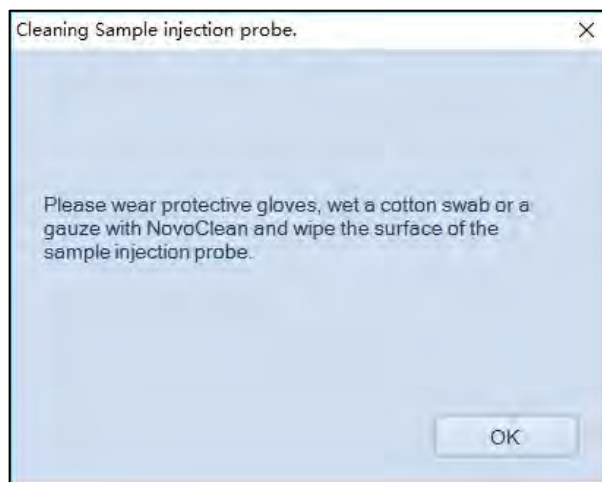 Cleaning Sample injection probe.
Please wear protective gloves, wet a cotton swab or a
gauze with NovoClean and wipe the surface of the
sample injection probe.
OK